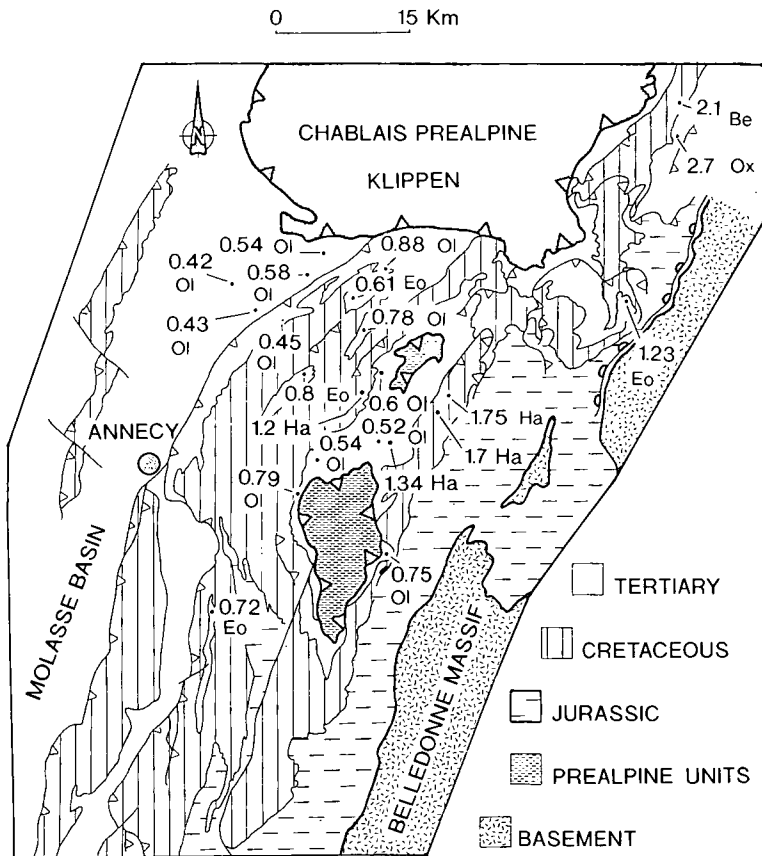 0 15 Km
N
CHABLAIS PREALPINE
KLIPPEN
2.1 Be
2.7 Ox
0.54 Ol
0.88 Ol
0.42
Ol
0.58
Ol
0.61 Eo
0.43
Ol
0.78 Ol
0.45
Ol
1.23
Eo
0.8 Eo
0.6 Ol
1.75 Ha
1.2 Ha
0.52
Ol
1.7 Ha
ANNECY
0.54
Ol
1.34 Ha
0.79
Ol
0.75
Ol
0.72
Eo
MOLASSE BASIN
BELLEDONNE MASSIF
TERTIARY
CRETACEOUS
JURASSIC
PREALPINE UNITS
BASEMENT